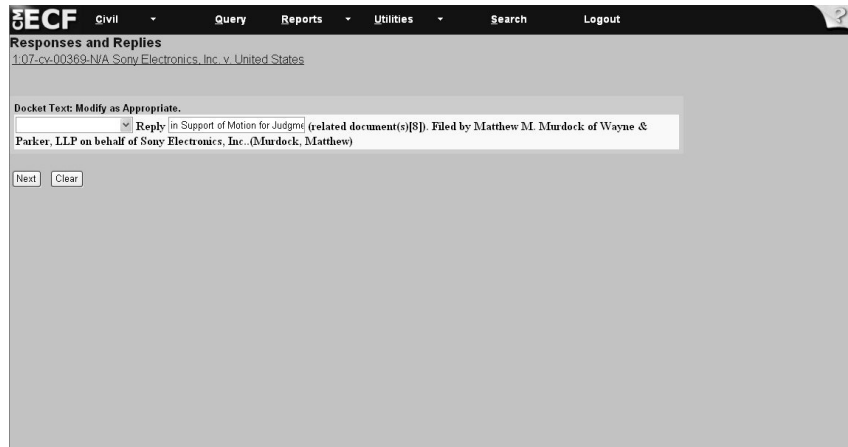 CM ECF Civil Query Reports Utilities Search Logout ?
Responses and Replies
1:07-cv-00369-N/A Sony Electronics, Inc. v. United States
Docket Text: Modify as Appropriate.
Reply in Support of Motion for Judgme (related document(s)[8]). Filed by Matthew M. Murdock of Wayne &
Parker, LLP on behalf of Sony Electronics, Inc..(Murdock, Matthew)
Next Clear